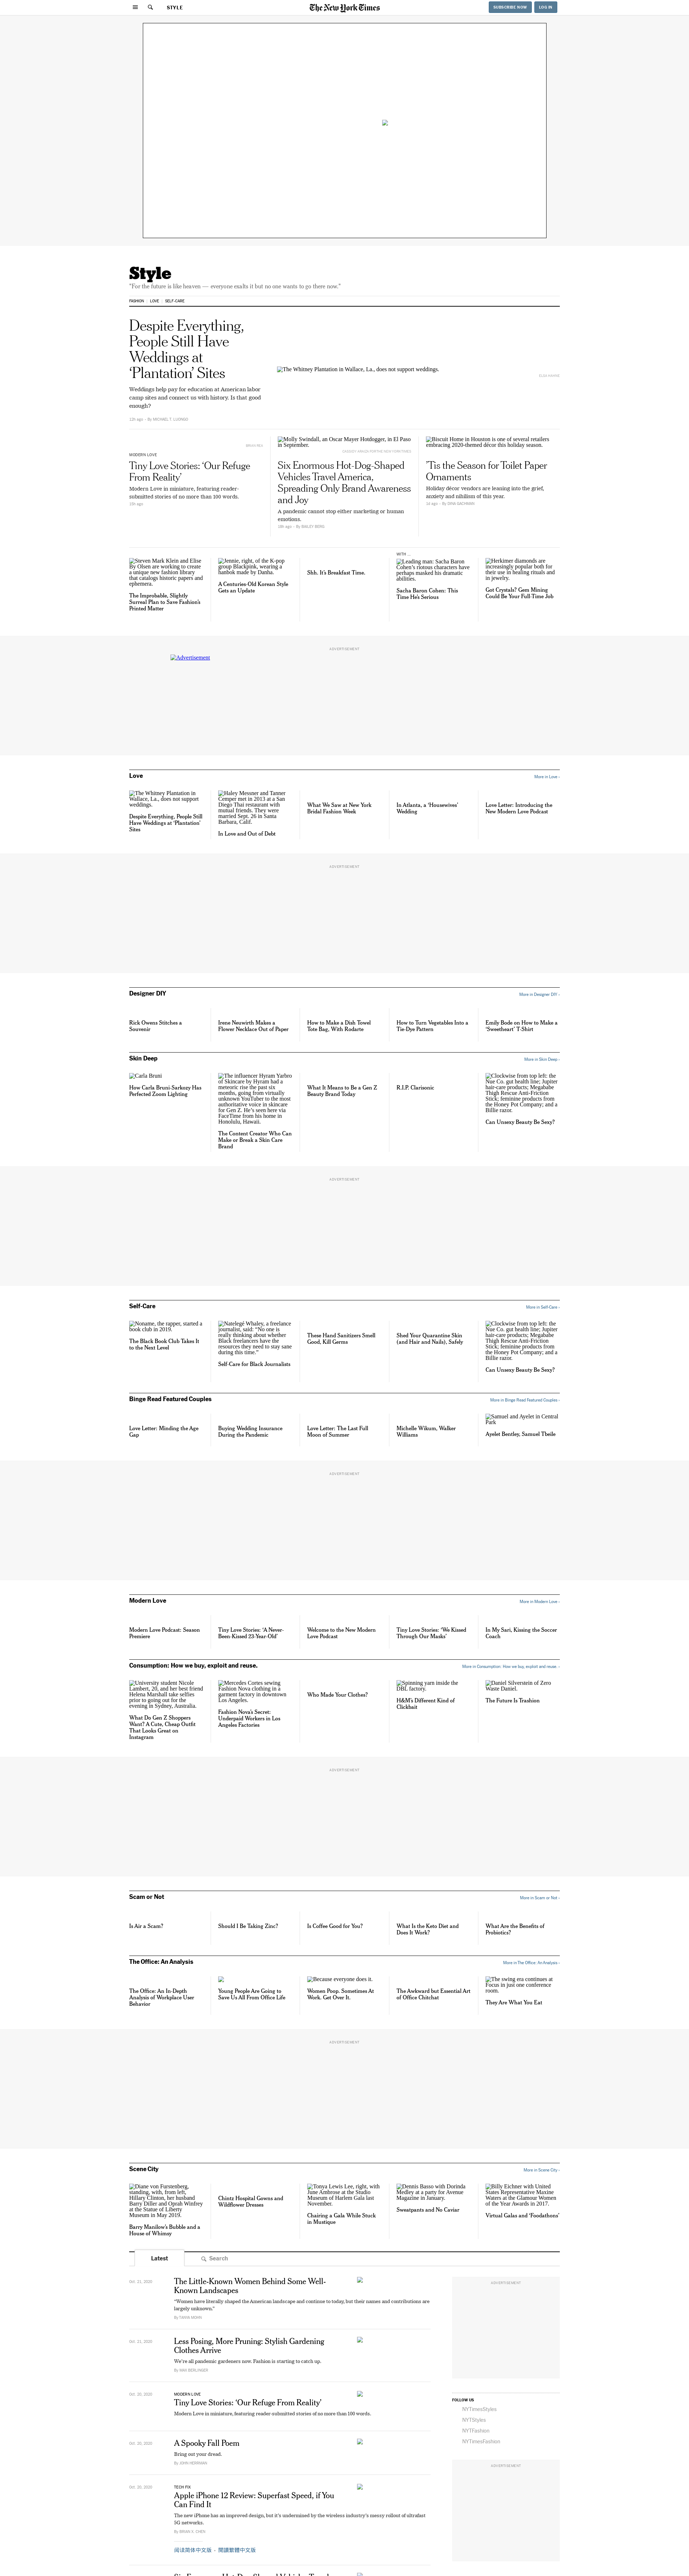 STYLE
The New York Times
SUBSCRIBE NOW
LOG IN
Style
"For the future is like heaven — everyone exalts it but no one wants to go there now."
FASHION
LOVE
SELF-CARE
Despite Everything,
People Still Have
Weddings at
‘Plantation’ Sites
Weddings help pay for education at American labor
camp sites and connect us with history. Is that good
enough?
12h ago · By MICHAEL T. LUONGO
The Whitney Plantation in Wallace, La., does not support weddings.
MODERN LOVE
Tiny Love Stories: ‘Our Refuge
From Reality’
Modern Love in miniature, featuring reader-
submitted stories of no more than 100 words.
Molly Swindall, an Oscar Mayer Hotdogger, in El Paso
in September.
Six Enormous Hot-Dog-Shaped
Vehicles Travel America,
Spreading Only Brand Awareness
and Joy
A pandemic cannot stop either marketing or human
emotions.
Biscuit Home in Houston is one of several retailers
embracing 2020-themed décor this holiday season.
’Tis the Season for Toilet Paper
Ornaments
Holiday décor vendors are leaning into the grief,
anxiety and nihilism of this year.
Steven Mark Klein and Elise
By Olsen are working to create
a unique new fashion library
that catalogs historic papers and
ephemera.
The Improbable, Slightly
Surreal Plan to Save Fashion’s
Printed Matter
Jennie, right, of the K-pop
group Blackpink, wearing a
hanbok made by Danha.
A Centuries-Old Korean Style
Gets an Update
Shh. It’s Breakfast Time.
WITH ...
Leading man: Sacha Baron
Cohen’s riotous characters have
perhaps masked his dramatic
abilities.
Sacha Baron Cohen: This
Time He’s Serious
Herkimer diamonds are
increasingly popular both for
their use in healing rituals and
in jewelry.
Got Crystals? Gem Mining
Could Be Your Full-Time Job
ADVERTISEMENT
Advertisement
Love
More in Love ›
The Whitney Plantation in
Wallace, La., does not support
weddings.
Despite Everything, People Still
Have Weddings at ‘Plantation’
Sites
Haley Messner and Tanner
Cemper met in 2013 at a San
Diego That restaurant with
mutual friends. They were
married Sept. 26 in Santa
Barbara, Calif.
In Love and Out of Debt
What We Saw at New York
Bridal Fashion Week
In Atlanta, a ‘Housewives’
Wedding
Love Letter: Introducing the
New Modern Love Podcast
ADVERTISEMENT
Designer DIY
More in Designer DIY ›
Rick Owens Stitches a
Souvenir
Irene Neuwirth Makes a
Flower Necklace Out of Paper
How to Make a Dish Towel
Tote Bag, With Rodarte
How to Turn Vegetables Into a
Tie-Dye Pattern
Emily Bode on How to Make a
‘Sweetheart’ T-Shirt
Skin Deep
More in Skin Deep ›
Carla Bruni
How Carla Bruni-Sarkozy Has
Perfected Zoom Lighting
The influencer Hyram Yarbro
of Skincare by Hyram had a
meteoric rise the past six
months, going from virtually
unknown YouTuber to the most
authoritative voice in skincare
for Gen Z. He’s seen here via
FaceTime from his home in
Honolulu, Hawaii.
The Content Creator Who Can
Make or Break a Skin Care
Brand
What It Means to Be a Gen Z
Beauty Brand Today
R.I.P. Clarisonic
Clockwise from top left: the
Nue Co. gut health line; Jupiter
hair-care products; Megababe
Thigh Rescue Anti-Friction
Stick; feminine products from
the Honey Pot Company; and a
Billie razor.
Can Unsexy Beauty Be Sexy?
ADVERTISEMENT
Self-Care
More in Self-Care ›
Noname, the rapper, started a
book club in 2019.
The Black Book Club Takes It
to the Next Level
Natelegé Whaley, a freelance
journalist, said: “No one is
really thinking about whether
Black freelancers have the
resources they need to stay sane
during this time.”
Self-Care for Black Journalists
These Hand Sanitizers Smell
Good, Kill Germs
Shed Your Quarantine Skin
(and Hair and Nails), Safely
Clockwise from top left: the
Nue Co. gut health line; Jupiter
hair-care products; Megababe
Thigh Rescue Anti-Friction
Stick; feminine products from
the Honey Pot Company; and a
Billie razor.
Can Unsexy Beauty Be Sexy?
Binge Read Featured Couples
More in Binge Read Featured Couples ›
Love Letter: Minding the Age
Gap
Buying Wedding Insurance
During the Pandemic
Love Letter: The Last Full
Moon of Summer
Michelle Wikum, Walker
Williams
Samuel and Ayelet in Central
Park
Ayelet Bentley, Samuel Tbeile
ADVERTISEMENT
Modern Love
More in Modern Love ›
Modern Love Podcast: Season
Premiere
Tiny Love Stories: ‘A Never-
Been-Kissed 23-Year-Old’
Welcome to the New Modern
Love Podcast
Tiny Love Stories: ‘We Kissed
Through Our Masks’
In My Sari, Kissing the Soccer
Coach
Consumption: How we buy, exploit and reuse.
More in Consumption: How we buy, exploit and reuse. ›
University student Nicole
Lambert, 20, and her best friend
Helena Marshall take selfies
prior to going out for the
evening in Sydney, Australia.
What Do Gen Z Shoppers
Want? A Cute, Cheap Outfit
That Looks Great on
Instagram
Mercedes Cortes sewing
Fashion Nova clothing in a
garment factory in downtown
Los Angeles.
Fashion Nova’s Secret:
Underpaid Workers in Los
Angeles Factories
Who Made Your Clothes?
Spinning yarn inside the
DBL factory.
H&M’s Different Kind of
Clickbait
Daniel Silverstein of Zero
Waste Daniel.
The Future Is Trashion
ADVERTISEMENT
Scam or Not
More in Scam or Not ›
Is Air a Scam?
Should I Be Taking Zinc?
Is Coffee Good for You?
What Is the Keto Diet and
Does It Work?
What Are the Benefits of
Probiotics?
The Office: An Analysis
More in The Office: An Analysis ›
The Office: An In-Depth
Analysis of Workplace User
Behavior
Young People Are Going to
Save Us All From Office Life
Because everyone does it.
Women Poop. Sometimes At
Work. Get Over It.
The Awkward but Essential Art
of Office Chitchat
The swing era continues at
Focus in just one conference
room.
They Are What You Eat
ADVERTISEMENT
Scene City
More in Scene City ›
Diane von Furstenberg,
standing, with, from left,
Hillary Clinton, her husband
Barry Diller and Oprah Winfrey
at the Statue of Liberty
Museum in May 2019.
Barry Manilow’s Bubble and a
House of Whimsy
Chintz Hospital Gowns and
Wildflower Dresses
Tonya Lewis Lee, right, with
June Ambrose at the Studio
Museum of Harlem Gala last
November.
Chairing a Gala While Stuck
in Mustique
Dennis Basso with Dorinda
Medley at a party for Avenue
Magazine in January.
Sweatpants and No Caviar
Billy Eichner with United
States Representative Maxine
Waters at the Glamour Women
of the Year Awards in 2017.
Virtual Galas and ‘Foodathons’
Latest
Search
Oct. 21, 2020
The Little-Known Women Behind Some Well-
Known Landscapes
“Women have literally shaped the American landscape and continue to today, but their names and contributions are
largely unknown.”
Oct. 21, 2020
Less Posing, More Pruning: Stylish Gardening
Clothes Arrive
We’re all pandemic gardeners now. Fashion is starting to catch up.
Oct. 20, 2020
MODERN LOVE
Tiny Love Stories: ‘Our Refuge From Reality’
Modern Love in miniature, featuring reader-submitted stories of no more than 100 words.
Oct. 20, 2020
A Spooky Fall Poem
Bring out your dread.
By JOHN HERRMAN
Oct. 20, 2020
TECH FIX
Apple iPhone 12 Review: Superfast Speed, if You
Can Find It
The new iPhone has an improved design, but it’s undermined by the wireless industry’s messy rollout of ultrafast
5G networks.
By BRIAN X. CHEN
阅读简体中文版 · 閱讀繁體中文版
ADVERTISEMENT
FOLLOW US
NYTimesStyles
NYTStyles
NYTFashion
NYTimesFashion
ADVERTISEMENT